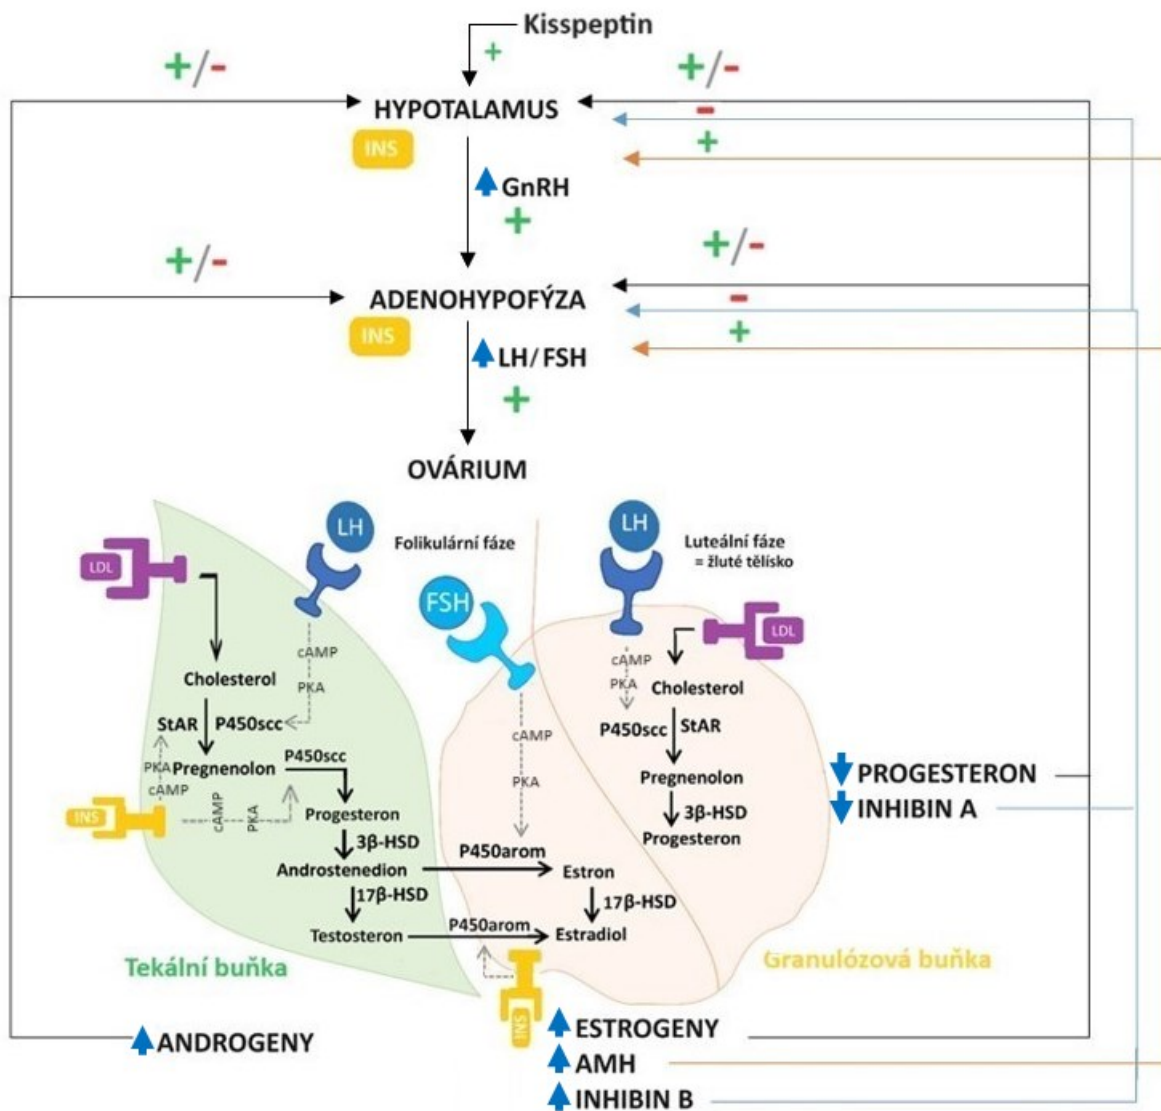 Kisspeptin
+
+/-
+/-
HYPOTALAMUS
-
+
INS
GnRH
+
+/-
+/-
ADENOHYPOFÝZA
-
+
INS
LH/FSH
+
OVÁRIUM
LH
Folikulární fáze
LH
Luteální fáze
= žluté tělísko
LDL
FSH
LDL
cAMP
PKA
cAMP
PKA
Cholesterol
Cholesterol
StAR
P450scc
P450scc
StAR
cAMP
PKA
P450scc
PKA
cAMP
Pregnenolon
Pregnenolon
PROGESTERON
INS
cAMP
PKA
Progesteron
3β-HSD
INHIBIN A
Progesteron
3β-HSD
P450arom
Androstenedion
Estron
17β-HSD
17β-HSD
P450arom
Testosteron
Estradiol
Tekální buňka
Granulózová buňka
INS
ANDROGENY
ESTROGENY
AMH
INHIBIN B